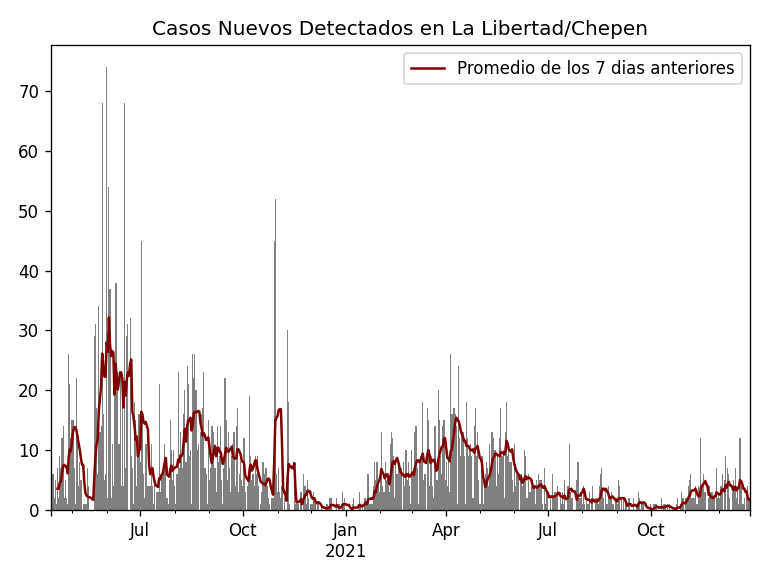 Casos Nuevos Detectados en La Libertad/Chepen
Promedio de los 7 dias anteriores
70
60
50
40
30
20
10
0
Jul
Oct
Jan
2021
Apr
Jul
Oct